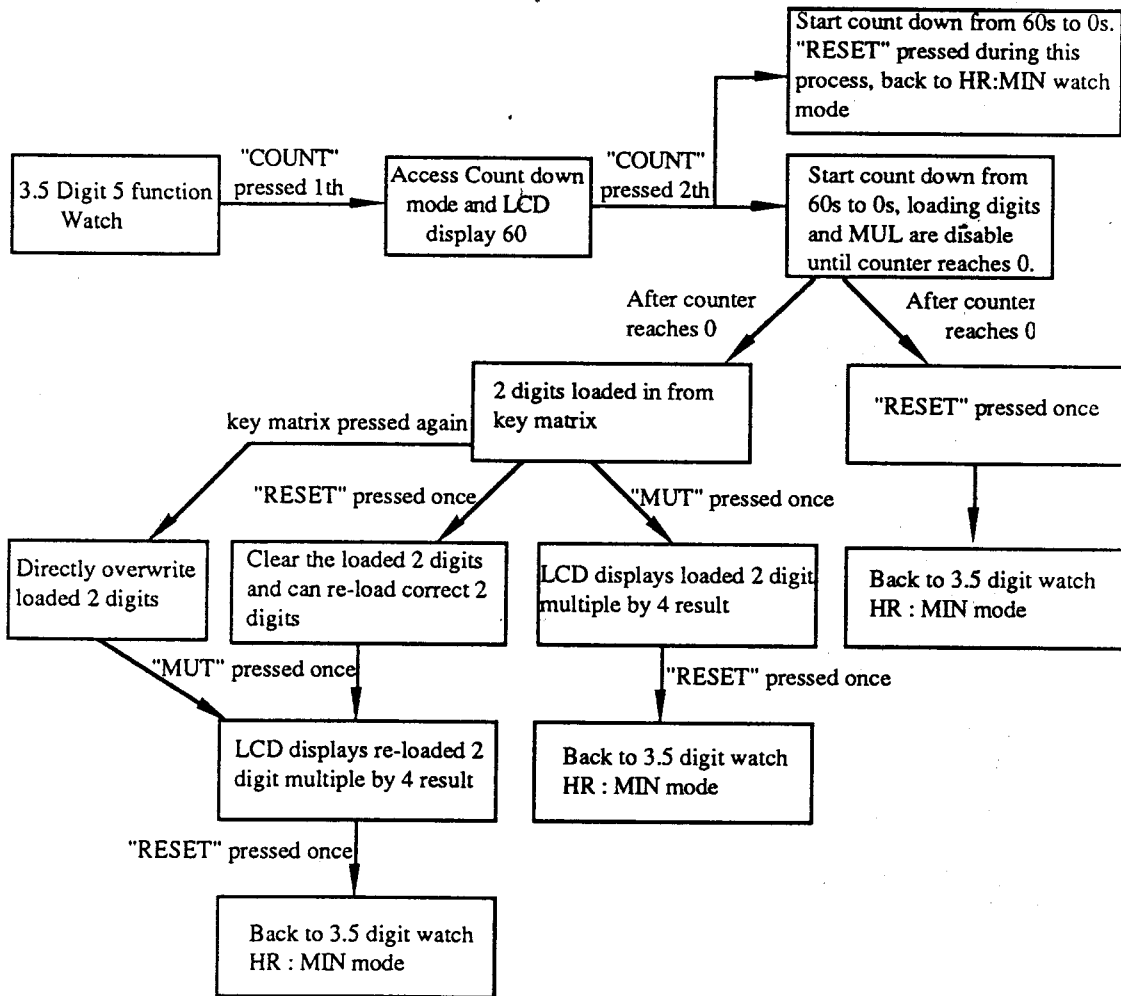 Start count down from 60s to 0s.
"RESET" pressed during this
process, back to HR:MIN watch
mode
"COUNT"
pressed 1th
"COUNT"
pressed 2th
3.5 Digit 5 function
Watch
Access Count down
mode and LCD
display 60
Start count down from
60s to 0s, loading digits
and MUL are disable
until counter reaches 0.
After counter
reaches 0
After counter
reaches 0
2 digits loaded in from
key matrix
"RESET" pressed once
key matrix pressed again
"RESET" pressed once
"MUT" pressed once
Directly overwrite
loaded 2 digits
Clear the loaded 2 digits
and can re-load correct 2
digits
LCD displays loaded 2 digit
multiple by 4 result
Back to 3.5 digit watch
HR : MIN mode
"MUT" pressed once
"RESET" pressed once
LCD displays re-loaded 2
digit multiple by 4 result
Back to 3.5 digit watch
HR : MIN mode
"RESET" pressed once
Back to 3.5 digit watch
HR : MIN mode